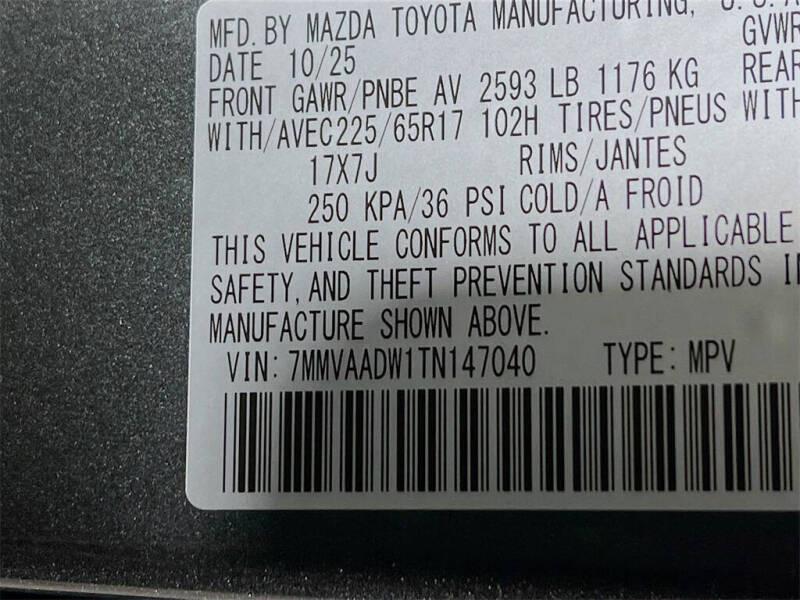 MFD. BY MAZDA TOYOTA MANUFACTURING, U.S.A
DATE 10/25 GVWR
FRONT GAWR/PNBE AV 2593 LB 1176 KG REAR
WITH/AVEC225/65R17 102H TIRES/PNEUS WITH
17X7J RIMS/JANTES
250 KPA/36 PSI COLD/A FROID
THIS VEHICLE CONFORMS TO ALL APPLICABLE
SAFETY, AND THEFT PREVENTION STANDARDS I
MANUFACTURE SHOWN ABOVE.
VIN: 7MMVAADW1TN147040 TYPE: MPV